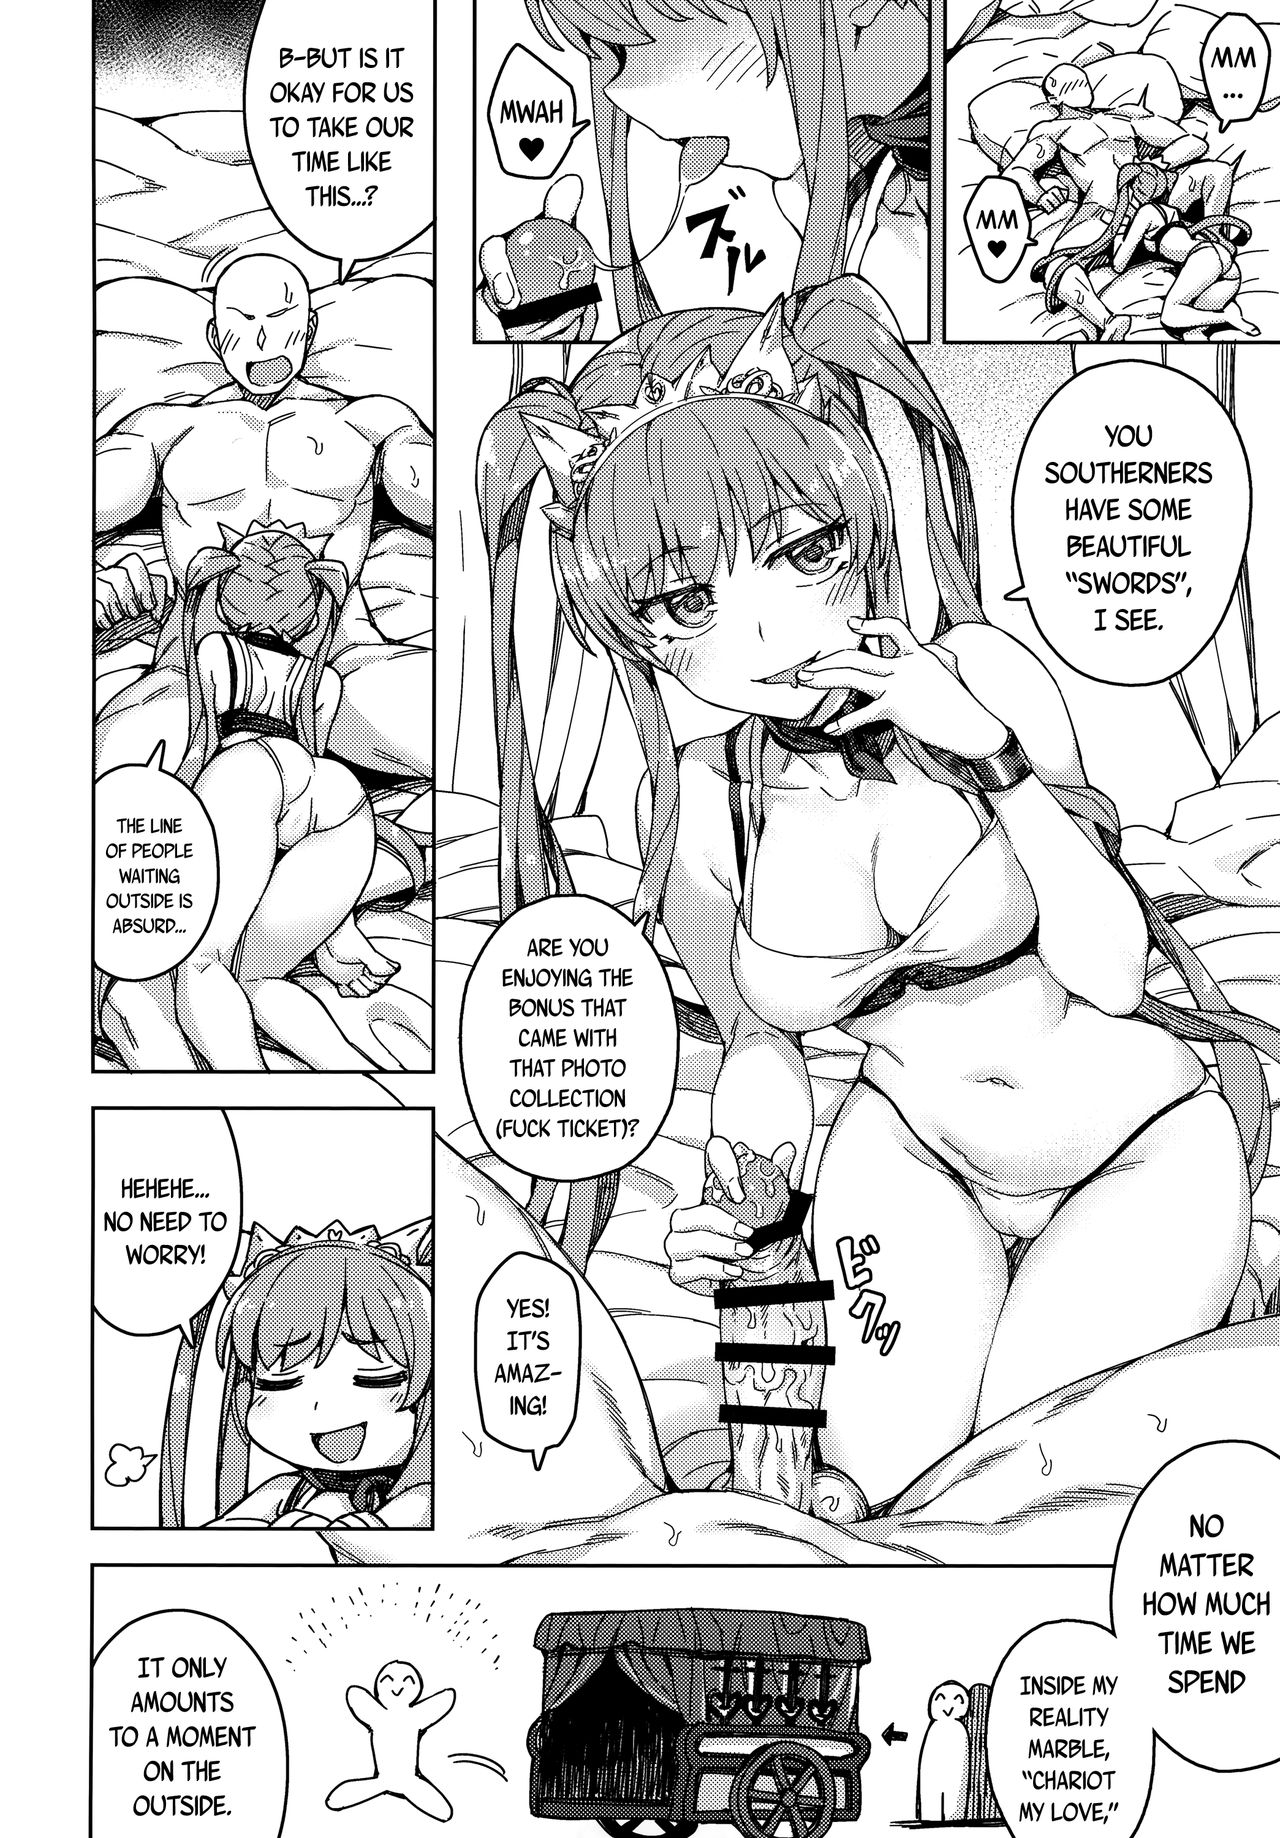 MM
...
MM
♥
MWAH
♥
ズルー
YOU
SOUTHERNERS
HAVE SOME
BEAUTIFUL
"SWORDS",
I SEE.
ARE YOU
ENJOYING THE
BONUS THAT
CAME WITH
THAT PHOTO
COLLECTION
(FUCK TICKET)?
ビクッ
YES!
IT'S
AMAZ-
ING!
B-BUT IS IT
OKAY FOR US
TO TAKE OUR
TIME LIKE
THIS...?
THE LINE
OF PEOPLE
WAITING
OUTSIDE IS
ABSURD...
HEHEHE...
NO NEED TO
WORRY!
NO
MATTER
HOW MUCH
TIME WE
SPEND
INSIDE MY
REALITY
MARBLE,
"CHARIOT
MY LOVE,"
IT ONLY
AMOUNTS
TO A MOMENT
ON THE
OUTSIDE.